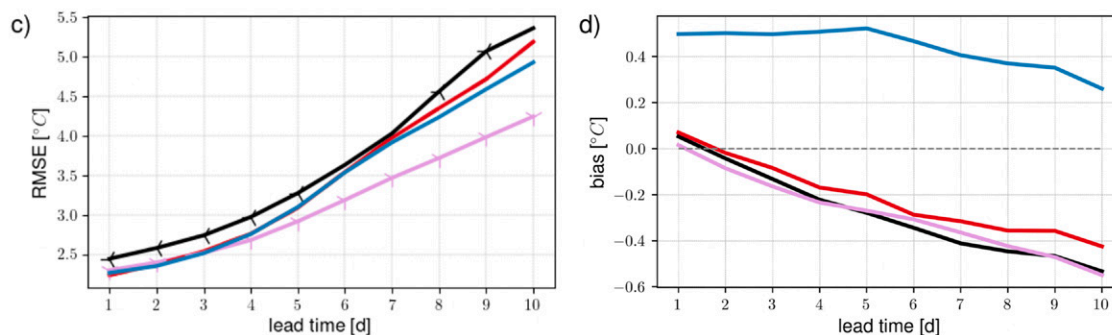 c)
RMSE [°C]
5.5
5.0
4.5
4.0
3.5
3.0
2.5
1 2 3 4 5 6 7 8 9 10
lead time [d]
d)
bias [°C]
0.4
0.2
0.0
−0.2
−0.4
−0.6
1 2 3 4 5 6 7 8 9 10
lead time [d]